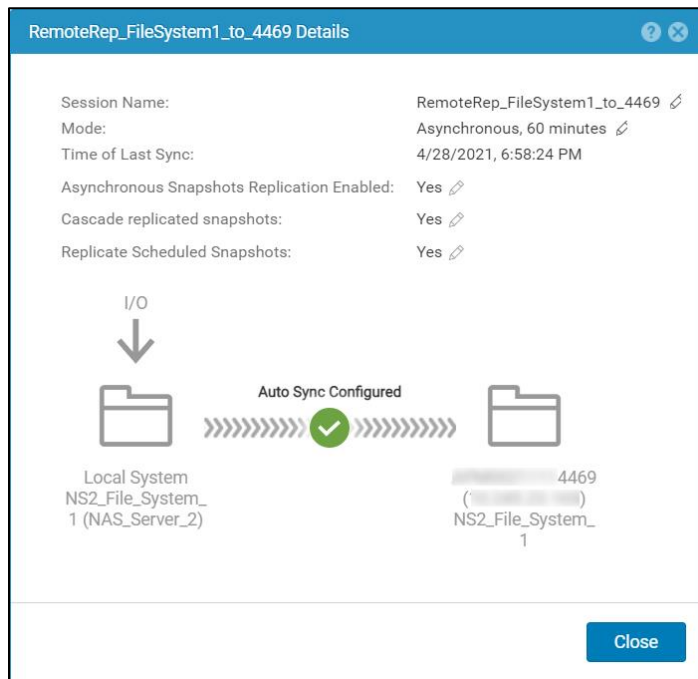 RemoteRep_FileSystem1_to_4469 Details
Session Name: RemoteRep_FileSystem1_to_4469
Mode: Asynchronous, 60 minutes
Time of Last Sync: 4/28/2021, 6:58:24 PM
Asynchronous Snapshots Replication Enabled: Yes
Cascade replicated snapshots: Yes
Replicate Scheduled Snapshots: Yes
I/O
Auto Sync Configured
Local System
NS2_File_System_
1 (NAS_Server_2)
4469
( )
NS2_File_System_
1
Close